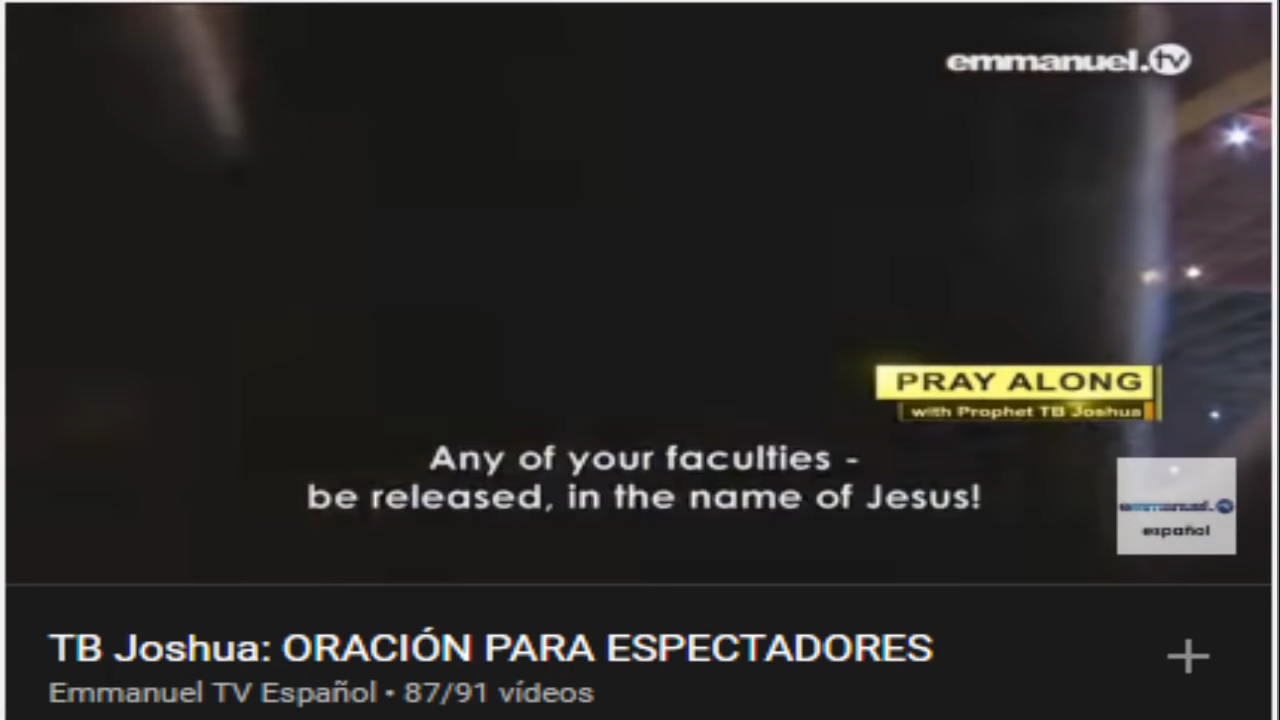 emmanuel.tv
PRAY ALONG
with Prophet TB Joshua
Any of your faculties -
be released, in the name of Jesus!
emmanuel.tv
español
TB Joshua: ORACIÓN PARA ESPECTADORES
Emmanuel TV Español • 87/91 vídeos